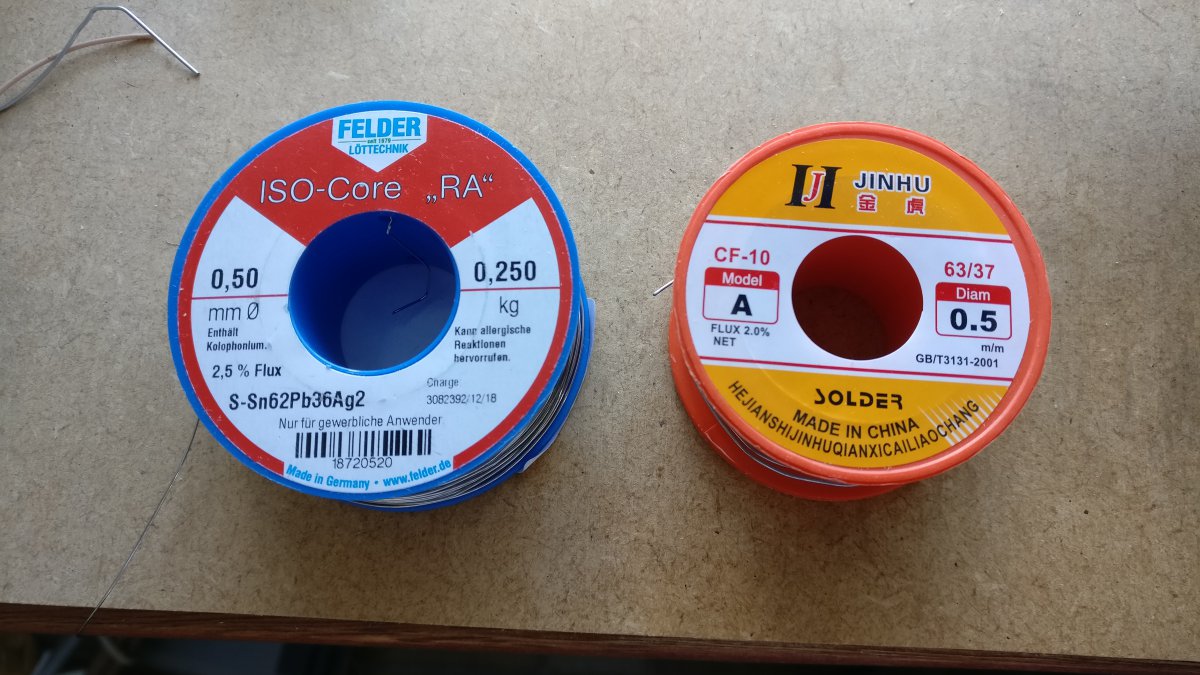 FELDER
seit 1979
LÖTTECHNIK
ISO-Core „RA“
0,50
mm Ø
0,250
kg
Enthält
Kolophonium.
2,5 % Flux
Kann allergische
Reaktionen
hervorrufen.
S-Sn62Pb36Ag2
Charge
3082392/12/18
Nur für gewerbliche Anwender
18720520
Made in Germany • www.felder.de
HJH
JINHU
金虎
CF-10
Model
A
FLUX 2.0%
NET
63/37
Diam
0.5
m/m
GB/T3131-2001
SOLDER
MADE IN CHINA
HEJIANSHIJINHUQIANXICAILIAOCHANG